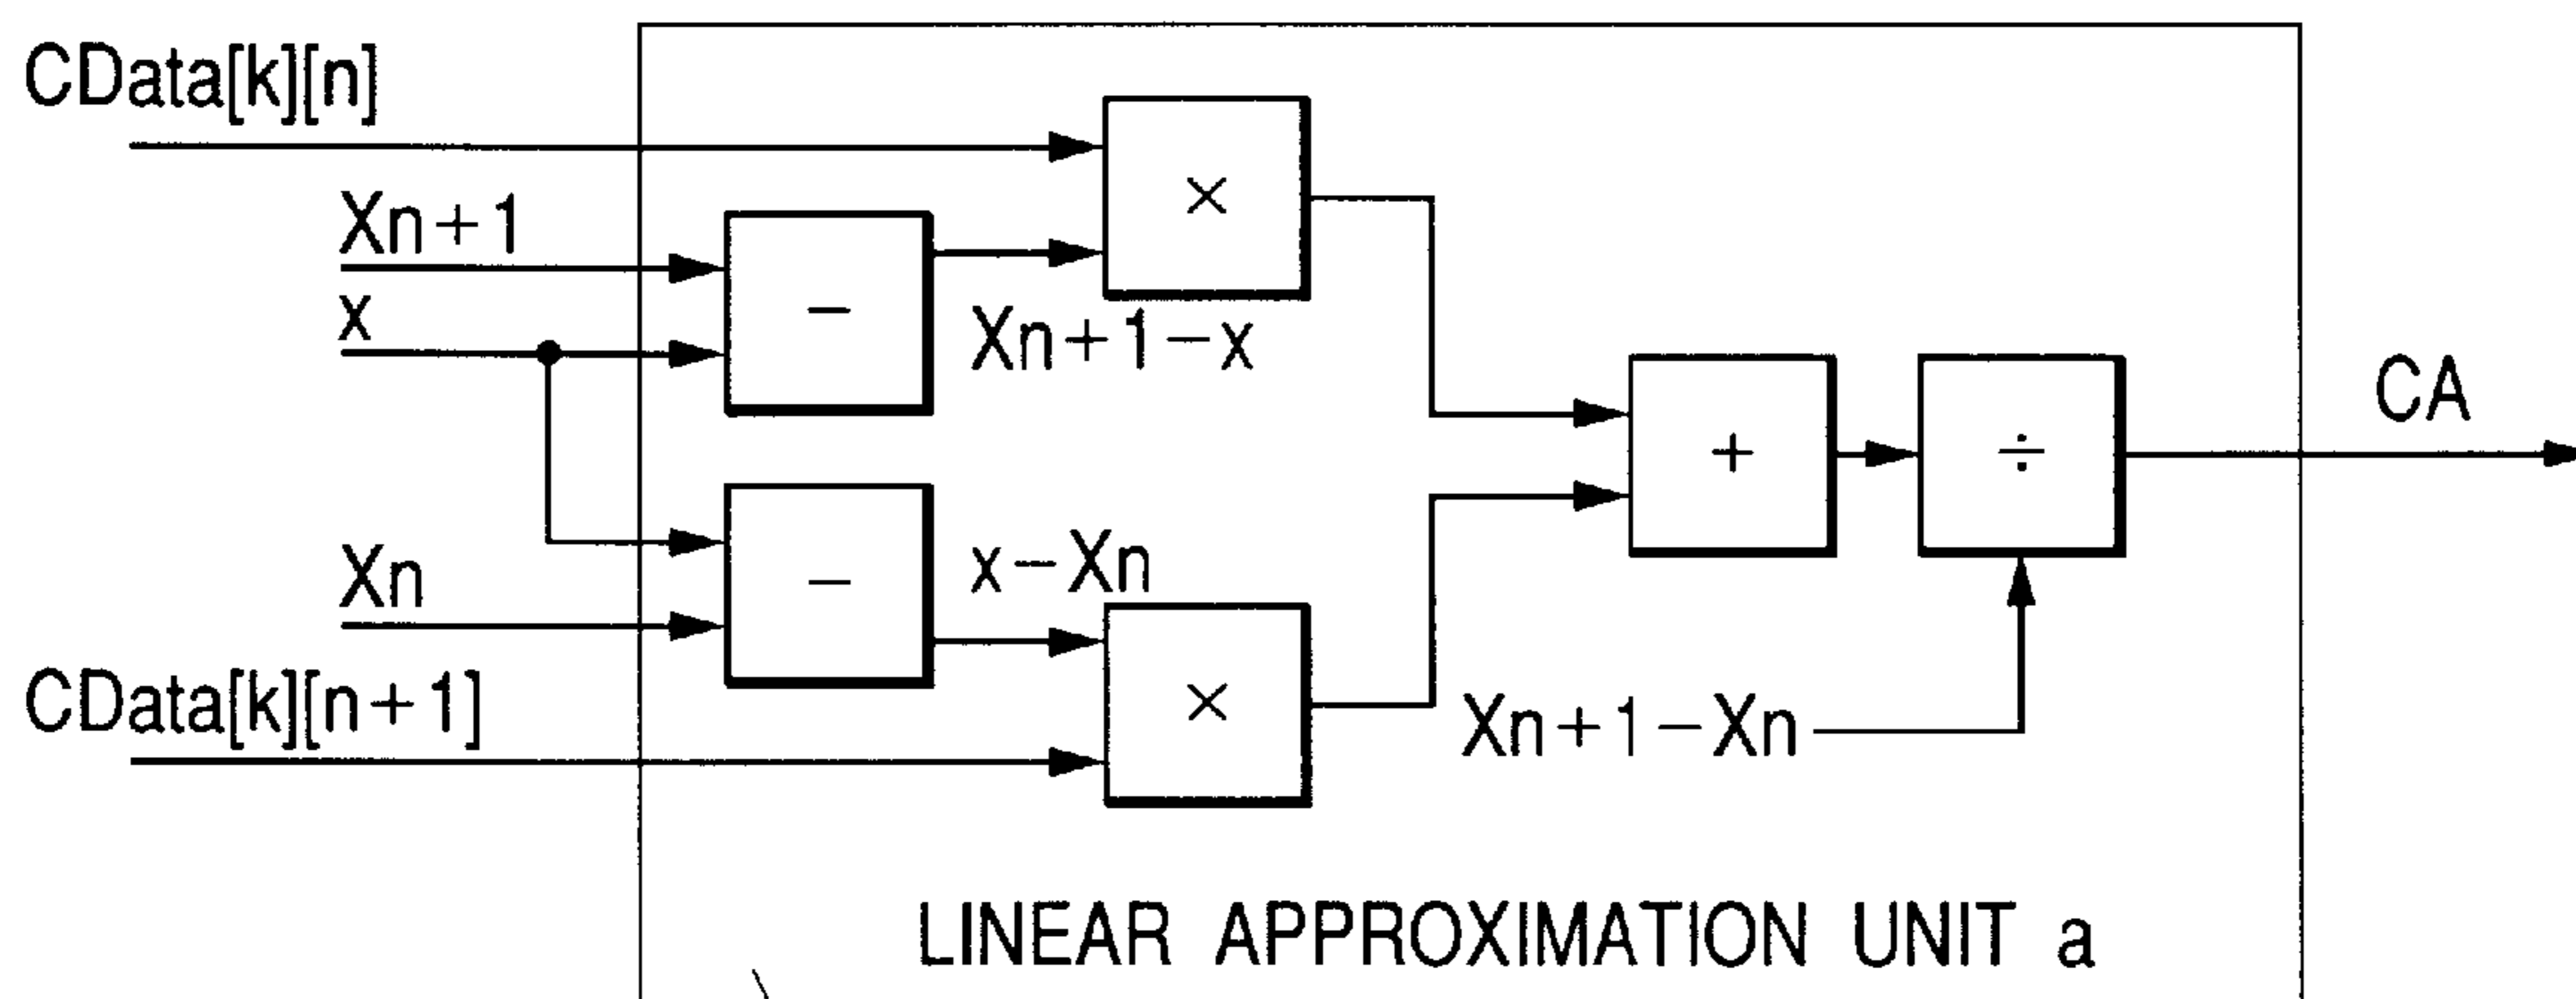 CData[k][n]
Xn+1
×
x
−
Xn+1−x
CA
+
÷
Xn
−
x−Xn
CData[k][n+1]
×
Xn+1−Xn
LINEAR APPROXIMATION UNIT a